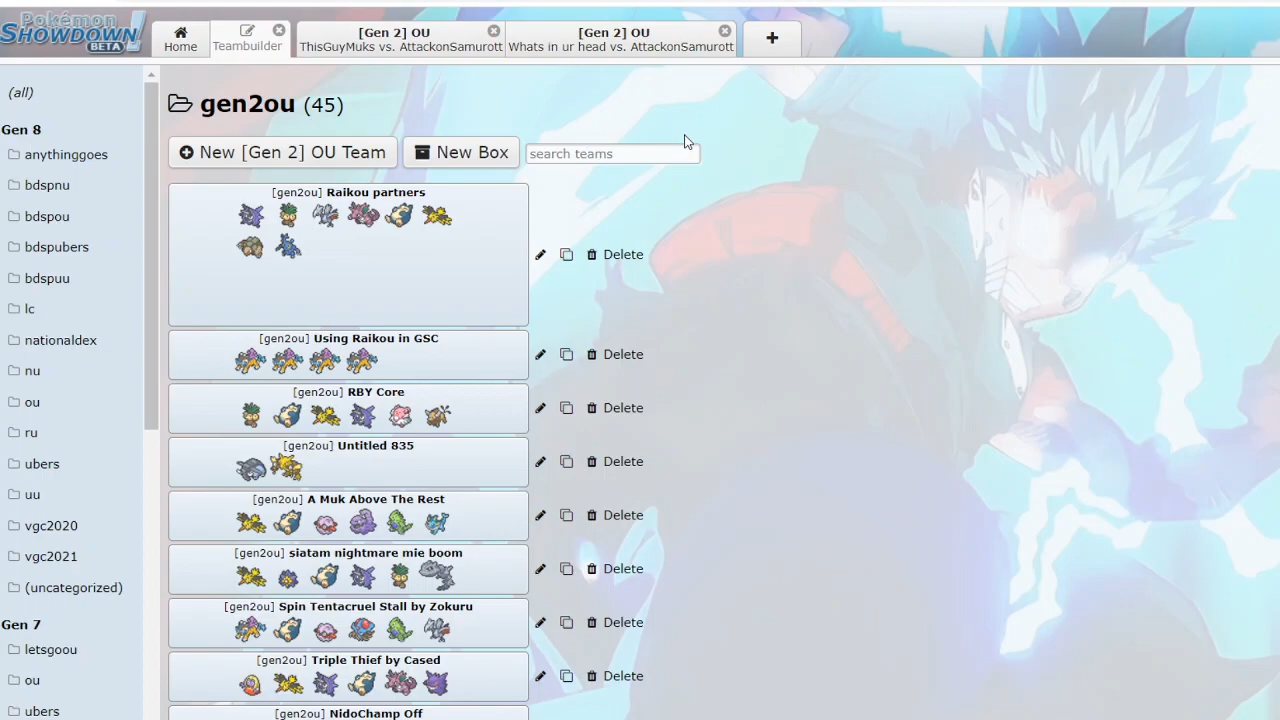 Pokémon
SHOWDOWN!
BETA
Home
Teambuilder
[Gen 2] OU
ThisGuyMuks vs. AttackonSamurott
[Gen 2] OU
Whats in ur head vs. AttackonSamurott
(all)
Gen 8
anythinggoes
bdspnu
bdspou
bdspubers
bdspuu
lc
nationaldex
nu
ou
ru
ubers
uu
vgc2020
vgc2021
(uncategorized)
Gen 7
letsgoou
ou
ubers
gen2ou (45)
New [Gen 2] OU Team
New Box
search teams
[gen2ou] Raikou partners
Delete
[gen2ou] Using Raikou in GSC
Delete
[gen2ou] RBY Core
Delete
[gen2ou] Untitled 835
Delete
[gen2ou] A Muk Above The Rest
Delete
[gen2ou] siatam nightmare mie boom
Delete
[gen2ou] Spin Tentacruel Stall by Zokuru
Delete
[gen2ou] Triple Thief by Cased
Delete
[gen2ou] NidoChamp Off